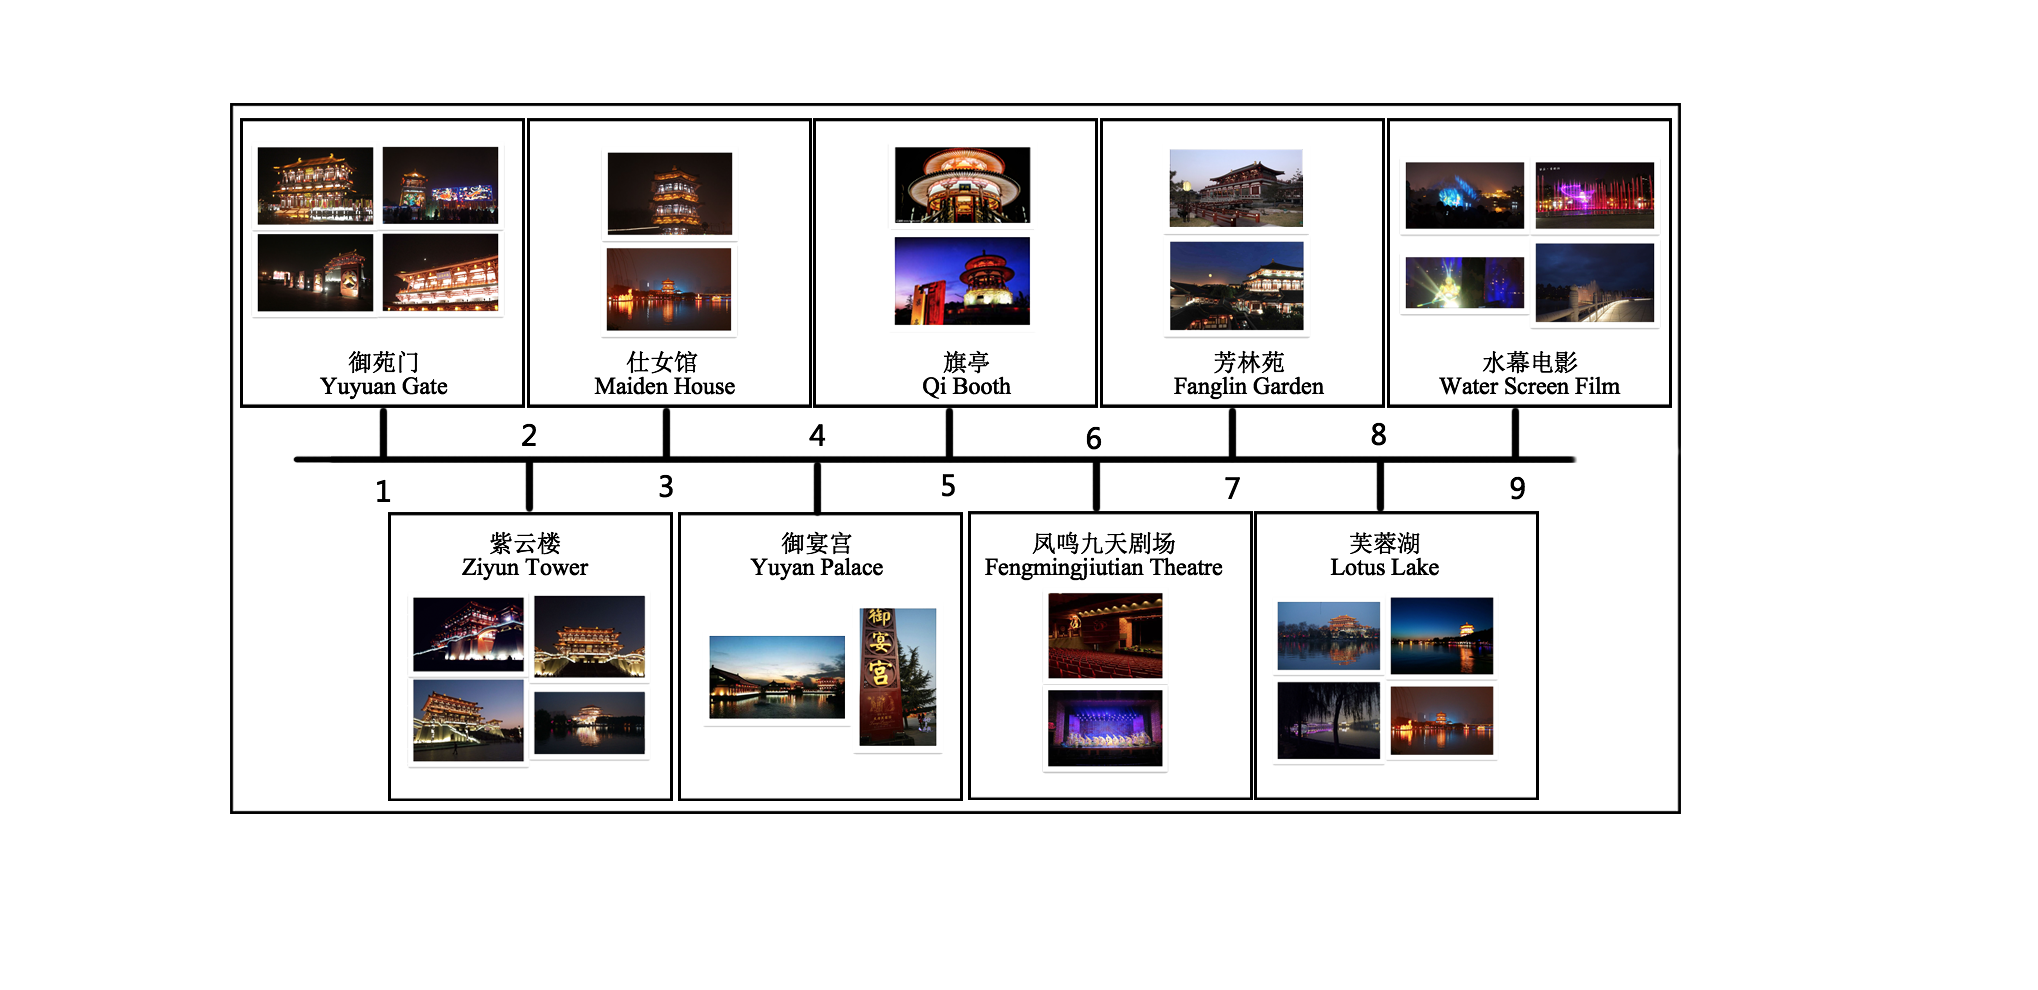 御苑门
Yuyuan Gate
仕女馆
Maiden House
旗亭
Qi Booth
芳林苑
Fanglin Garden
水幕电影
Water Screen Film
2
4
6
8
1
3
5
7
9
紫云楼
Ziyun Tower
御宴宫
Yuyan Palace
凤鸣九天剧场
Fengmingjiutian Theatre
芙蓉湖
Lotus Lake
御
宴
宫